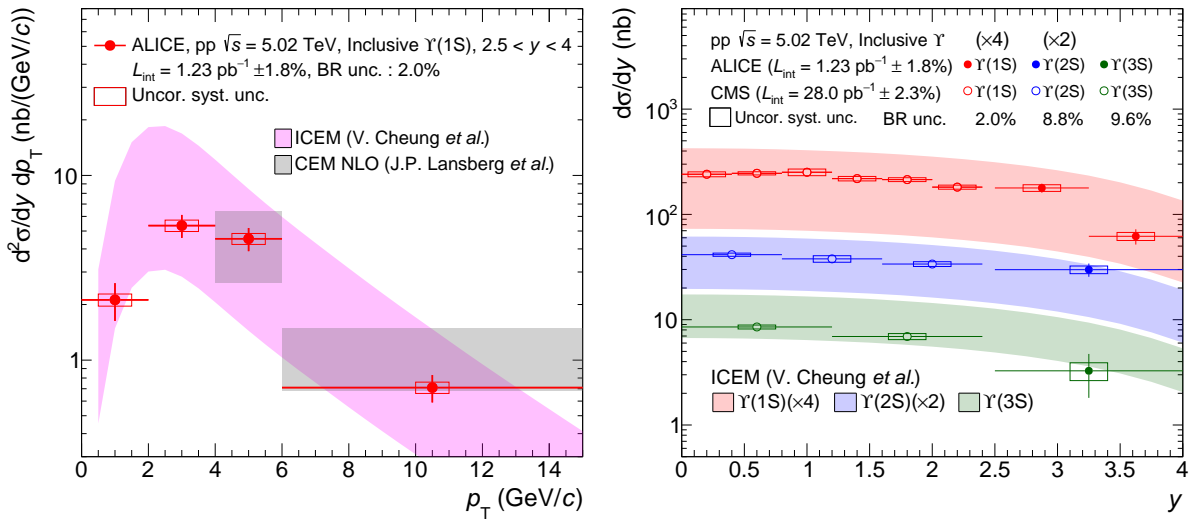 ALICE, pp √s = 5.02 TeV, Inclusive ϒ(1S), 2.5 < y < 4
L_int = 1.23 pb⁻¹ ±1.8%, BR unc. : 2.0%
Uncor. syst. unc.
ICEM (V. Cheung et al.)
CEM NLO (J.P. Lansberg et al.)
d²σ/dy dp_T (nb/(GeV/c))
10
1
0 2 4 6 8 10 12 14
p_T (GeV/c)
pp √s = 5.02 TeV, Inclusive ϒ (×4) (×2)
ALICE (L_int = 1.23 pb⁻¹ ± 1.8%) ϒ(1S) ϒ(2S) ϒ(3S)
CMS (L_int = 28.0 pb⁻¹ ± 2.3%) ϒ(1S) ϒ(2S) ϒ(3S)
Uncor. syst. unc. BR unc. 2.0% 8.8% 9.6%
dσ/dy (nb)
10³
10²
10
1
ICEM (V. Cheung et al.)
ϒ(1S)(×4) ϒ(2S)(×2) ϒ(3S)
0 0.5 1 1.5 2 2.5 3 3.5 4
y